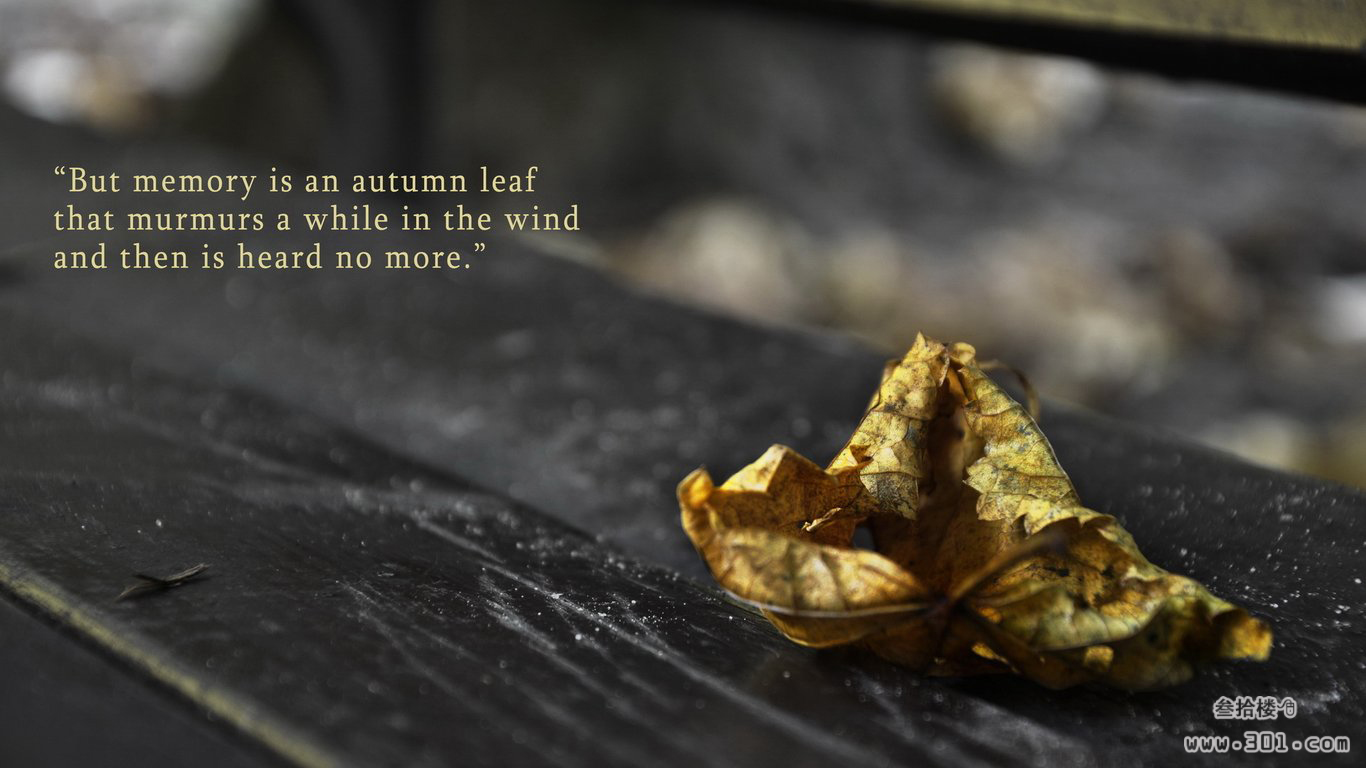 “But memory is an autumn leaf
that murmurs a while in the wind
and then is heard no more.”
叁拾楼
www.301.com